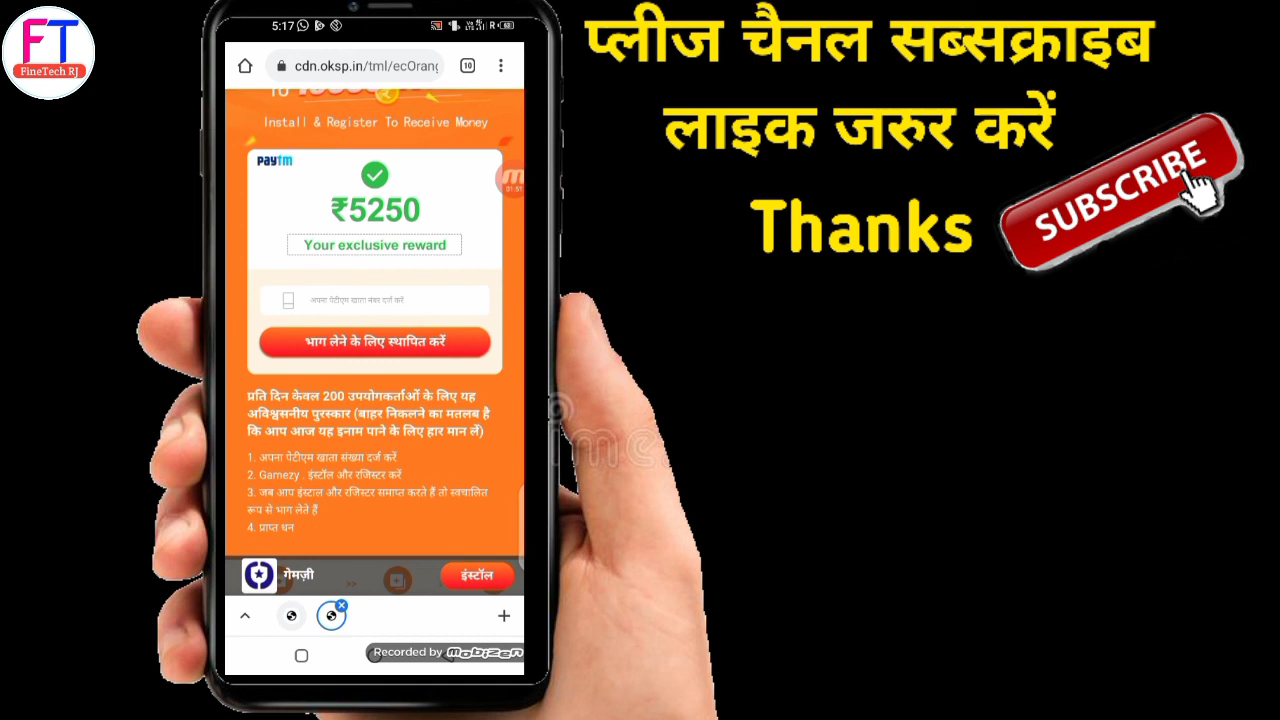 FT
FineTech RJ
प्लीज चैनल सब्सक्राइब
लाइक जरुर करें
Thanks
SUBSCRIBE
5:17
R 63
cdn.oksp.in/tml/ecOrang
10
Install & Register To Receive Money
Paytm
₹5250
Your exclusive reward
01:51
अपना पेटीएम खाता नंबर दर्ज करें
भाग लेने के लिए स्थापित करें
प्रति दिन केवल 200 उपयोगकर्ताओं के लिए यह
अविश्वसनीय पुरस्कार (बाहर निकलने का मतलब है
कि आप आज यह इनाम पाने के लिए हार मान लें)
1. अपना पेटीएम खाता संख्या दर्ज करें
2. Gamezy . इंस्टॉल और रजिस्टर करें
3. जब आप इंस्टाल और रजिस्टर समाप्त करते हैं तो स्वचालित
रूप से भाग लेते हैं
4. प्राप्त धन
गेमज़ी
>>
इंस्टॉल
Recorded by Mobizen